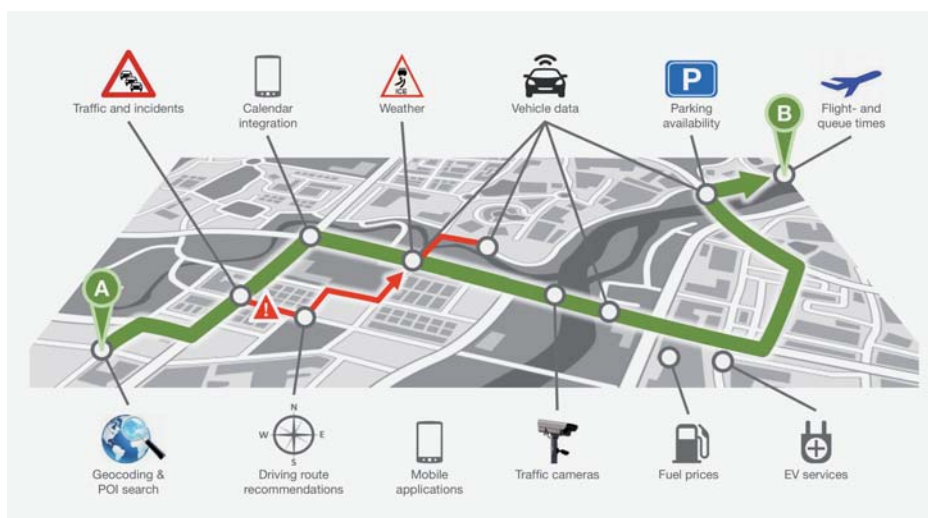 ICE
P
Traffic and incidents
Calendar
integration
Weather
Vehicle data
Parking
availability
B
Flight- and
queue times
A
!
N
W
E
S
Geocoding &
POI search
Driving route
recommendations
Mobile
applications
Traffic cameras
Fuel prices
EV services